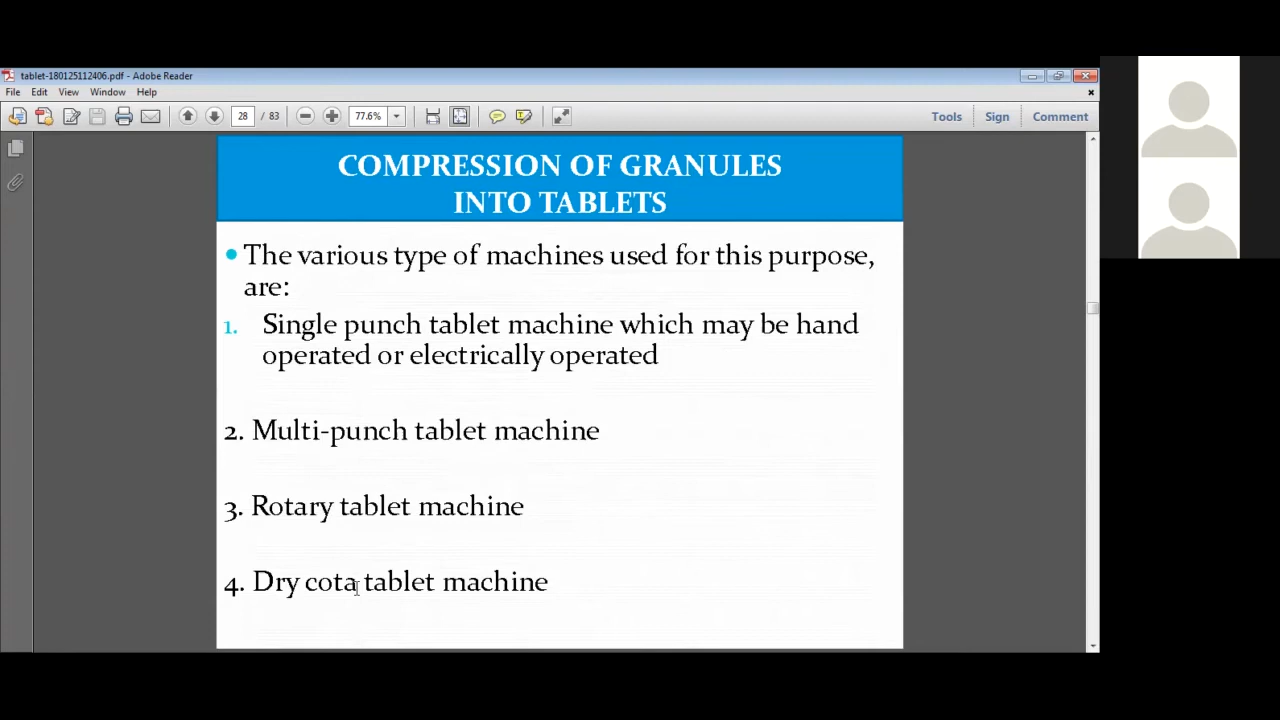 tablet-180125112406.pdf - Adobe Reader
File Edit View Window Help
28 / 83 77.6% Tools Sign Comment
COMPRESSION OF GRANULES
INTO TABLETS
• The various type of machines used for this purpose,
are:
1. Single punch tablet machine which may be hand
operated or electrically operated
2. Multi-punch tablet machine
3. Rotary tablet machine
4. Dry cota tablet machine